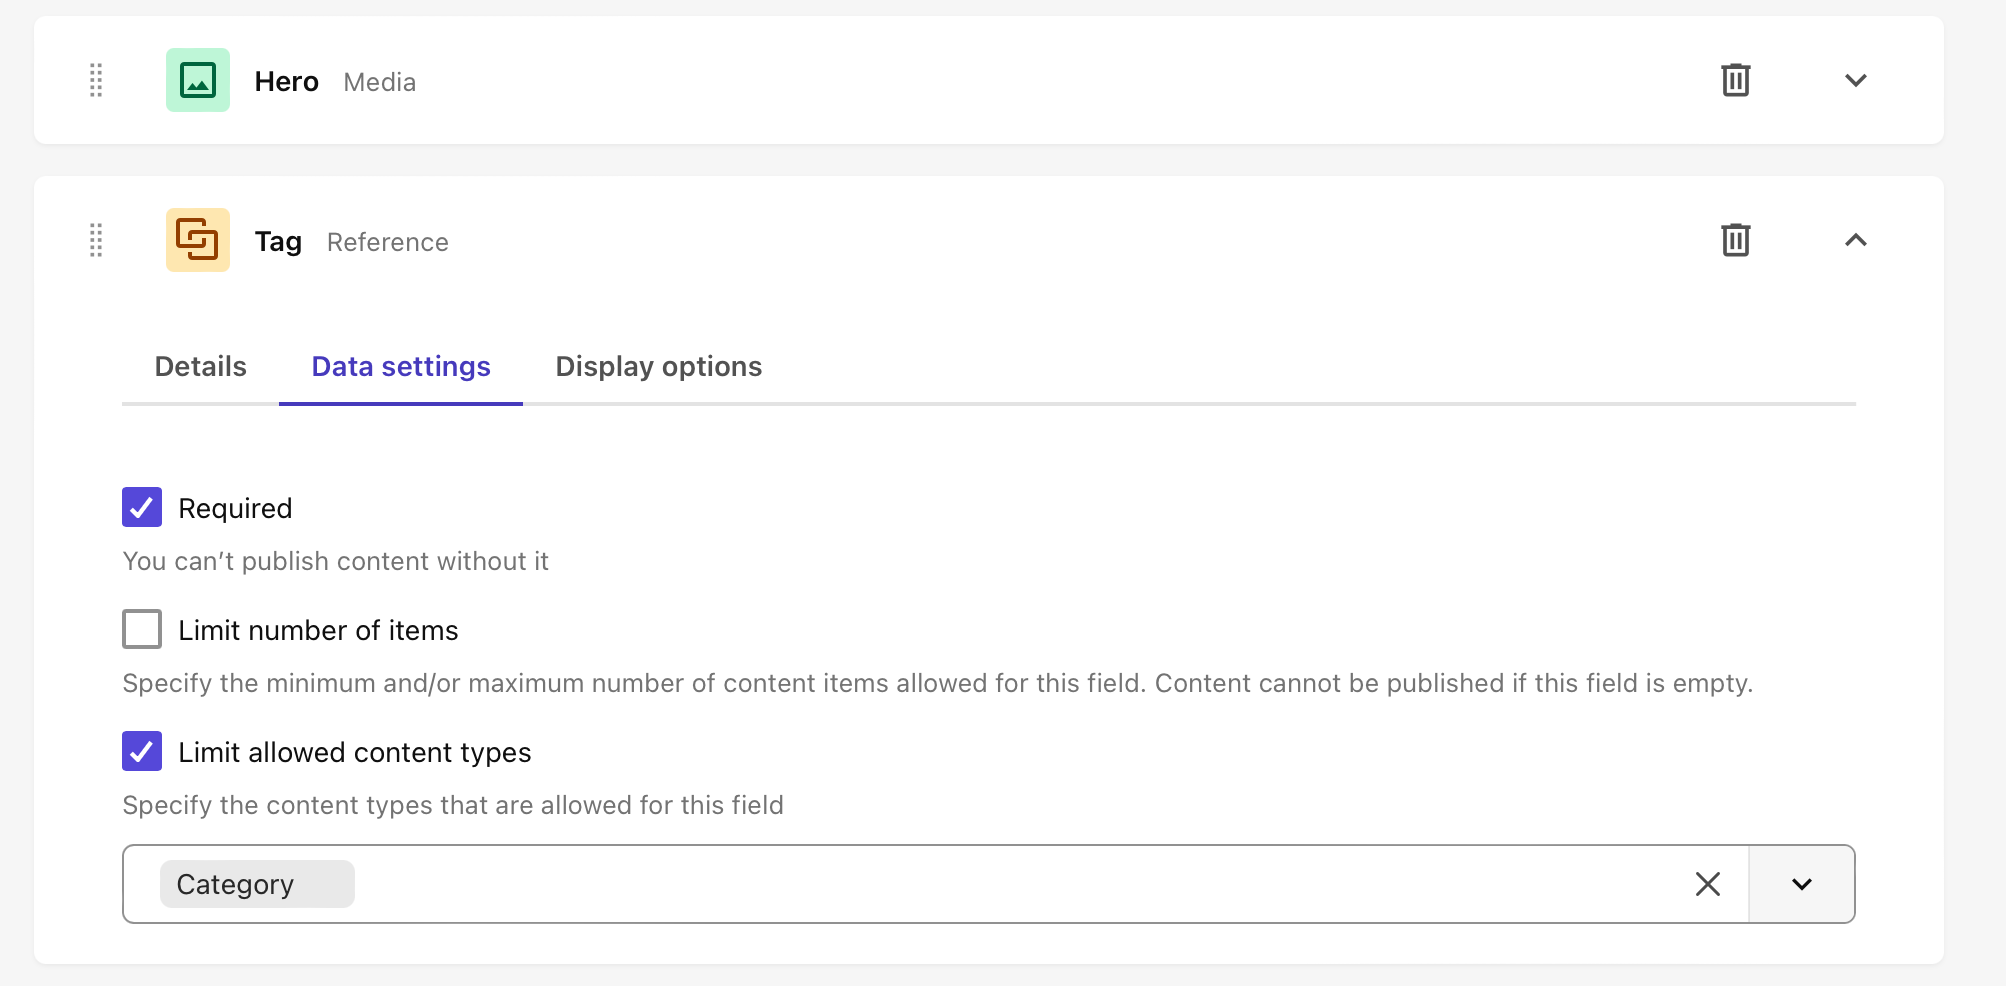 Hero Media
Tag Reference
Details Data settings Display options
Required
You can’t publish content without it
Limit number of items
Specify the minimum and/or maximum number of content items allowed for this field. Content cannot be published if this field is empty.
Limit allowed content types
Specify the content types that are allowed for this field
Category